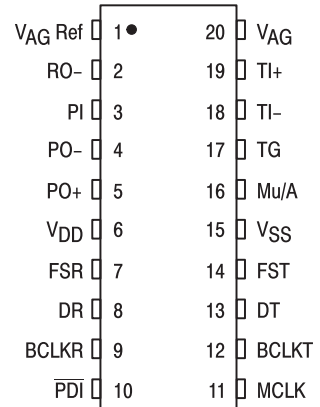 VAG Ref 1 20 VAG
RO– 2 19 TI+
PI 3 18 TI–
PO– 4 17 TG
PO+ 5 16 Mu/A
VDD 6 15 VSS
FSR 7 14 FST
DR 8 13 DT
BCLKR 9 12 BCLKT
PDI 10 11 MCLK